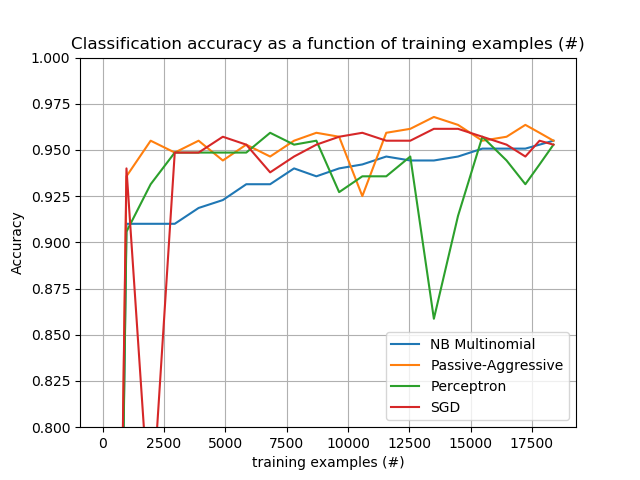 Classification accuracy as a function of training examples (#)
1.000
0.975
0.950
0.925
0.900
0.875
0.850
0.825
0.800
Accuracy
NB Multinomial
Passive-Aggressive
Perceptron
SGD
0 2500 5000 7500 10000 12500 15000 17500
training examples (#)